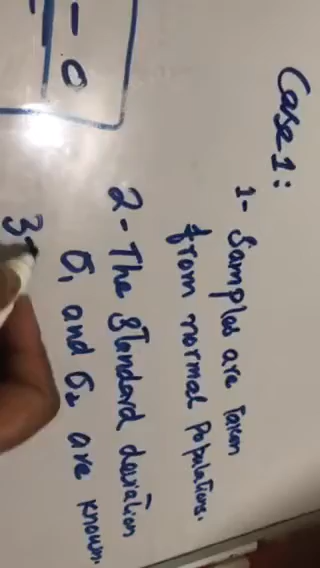 - 0
Case 1:
1- Samples are Taken
from normal Populations.
2- The Standard deviation
σ₁ and σ₂ are known.
3-